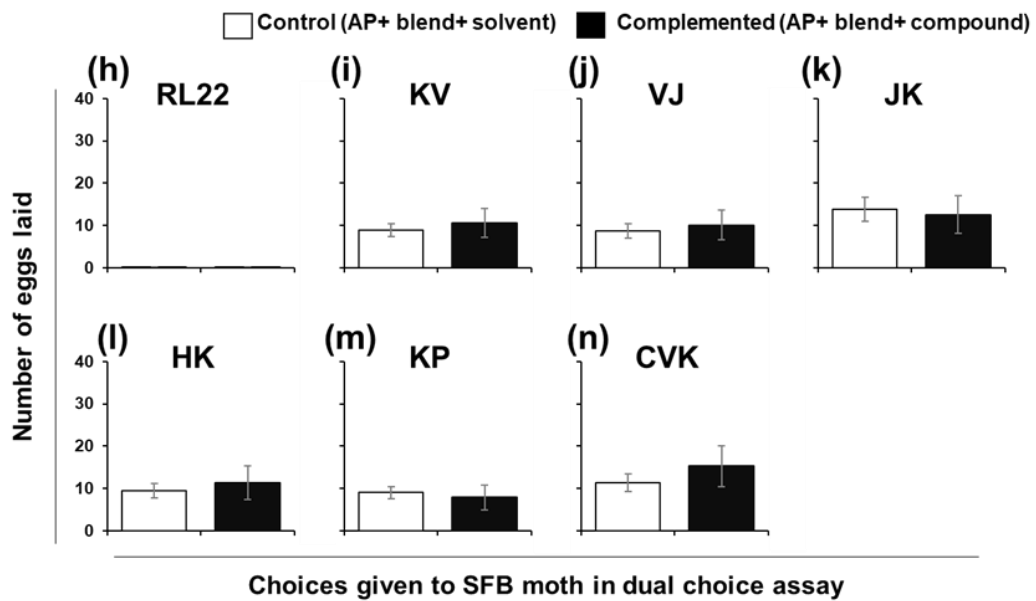 Control (AP+ blend+ solvent) Complemented (AP+ blend+ compound)
(h) (i) (j) (k)
RL22 KV VJ JK
40
30
20
10
0
(l) (m) (n)
HK KP CVK
40
30
20
10
0
Number of eggs laid
Choices given to SFB moth in dual choice assay